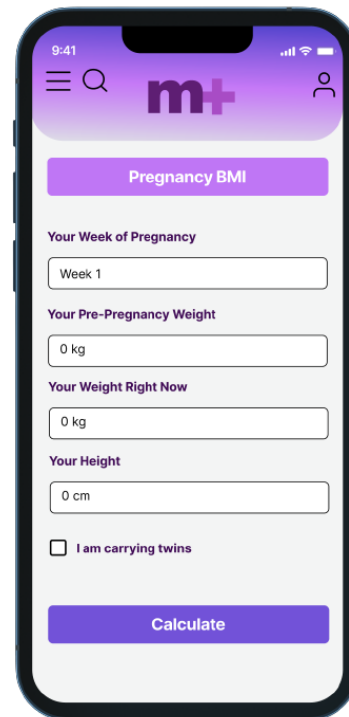 9:41
m+
Pregnancy BMI
Your Week of Pregnancy
Week 1
Your Pre-Pregnancy Weight
0 kg
Your Weight Right Now
0 kg
Your Height
0 cm
I am carrying twins
Calculate